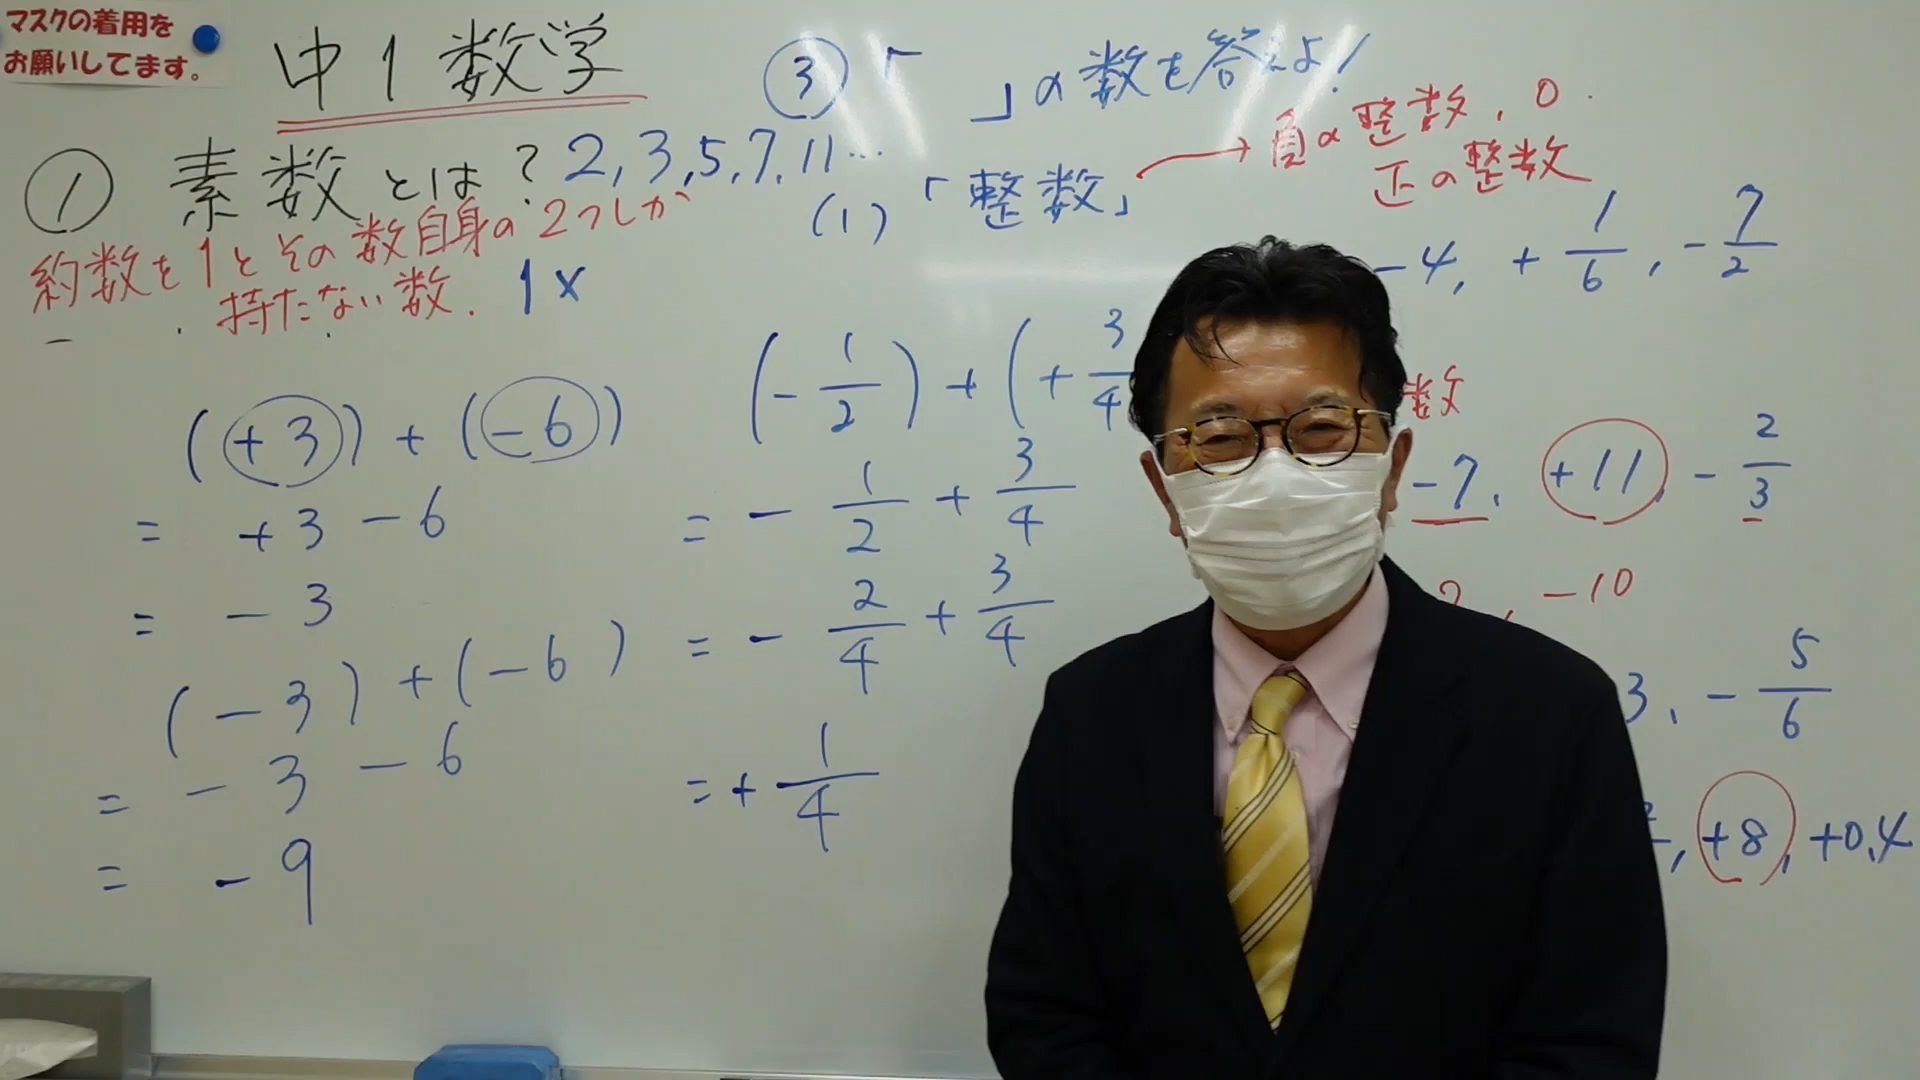 マスクの着用を
お願いしてます。
中1数学
① 素数とは? 2, 3, 5, 7, 11…
約数を1とその数自身の2つしか
持たない数. 1 x
(+3) + (-6)
= +3 - 6
= -3
(-3) + (-6)
= -3 - 6
= -9
③「 」の数を答えよ!
(1)「整数」→ 負の整数, 0
正の整数
-4, +1/6, -7/2
(-1/2) + (+3/4
= -1/2 + 3/4
= -2/4 + 3/4
= +1/4
数
-7, +11, -2/3
, -10
3, -5/6
, +8, +0.4